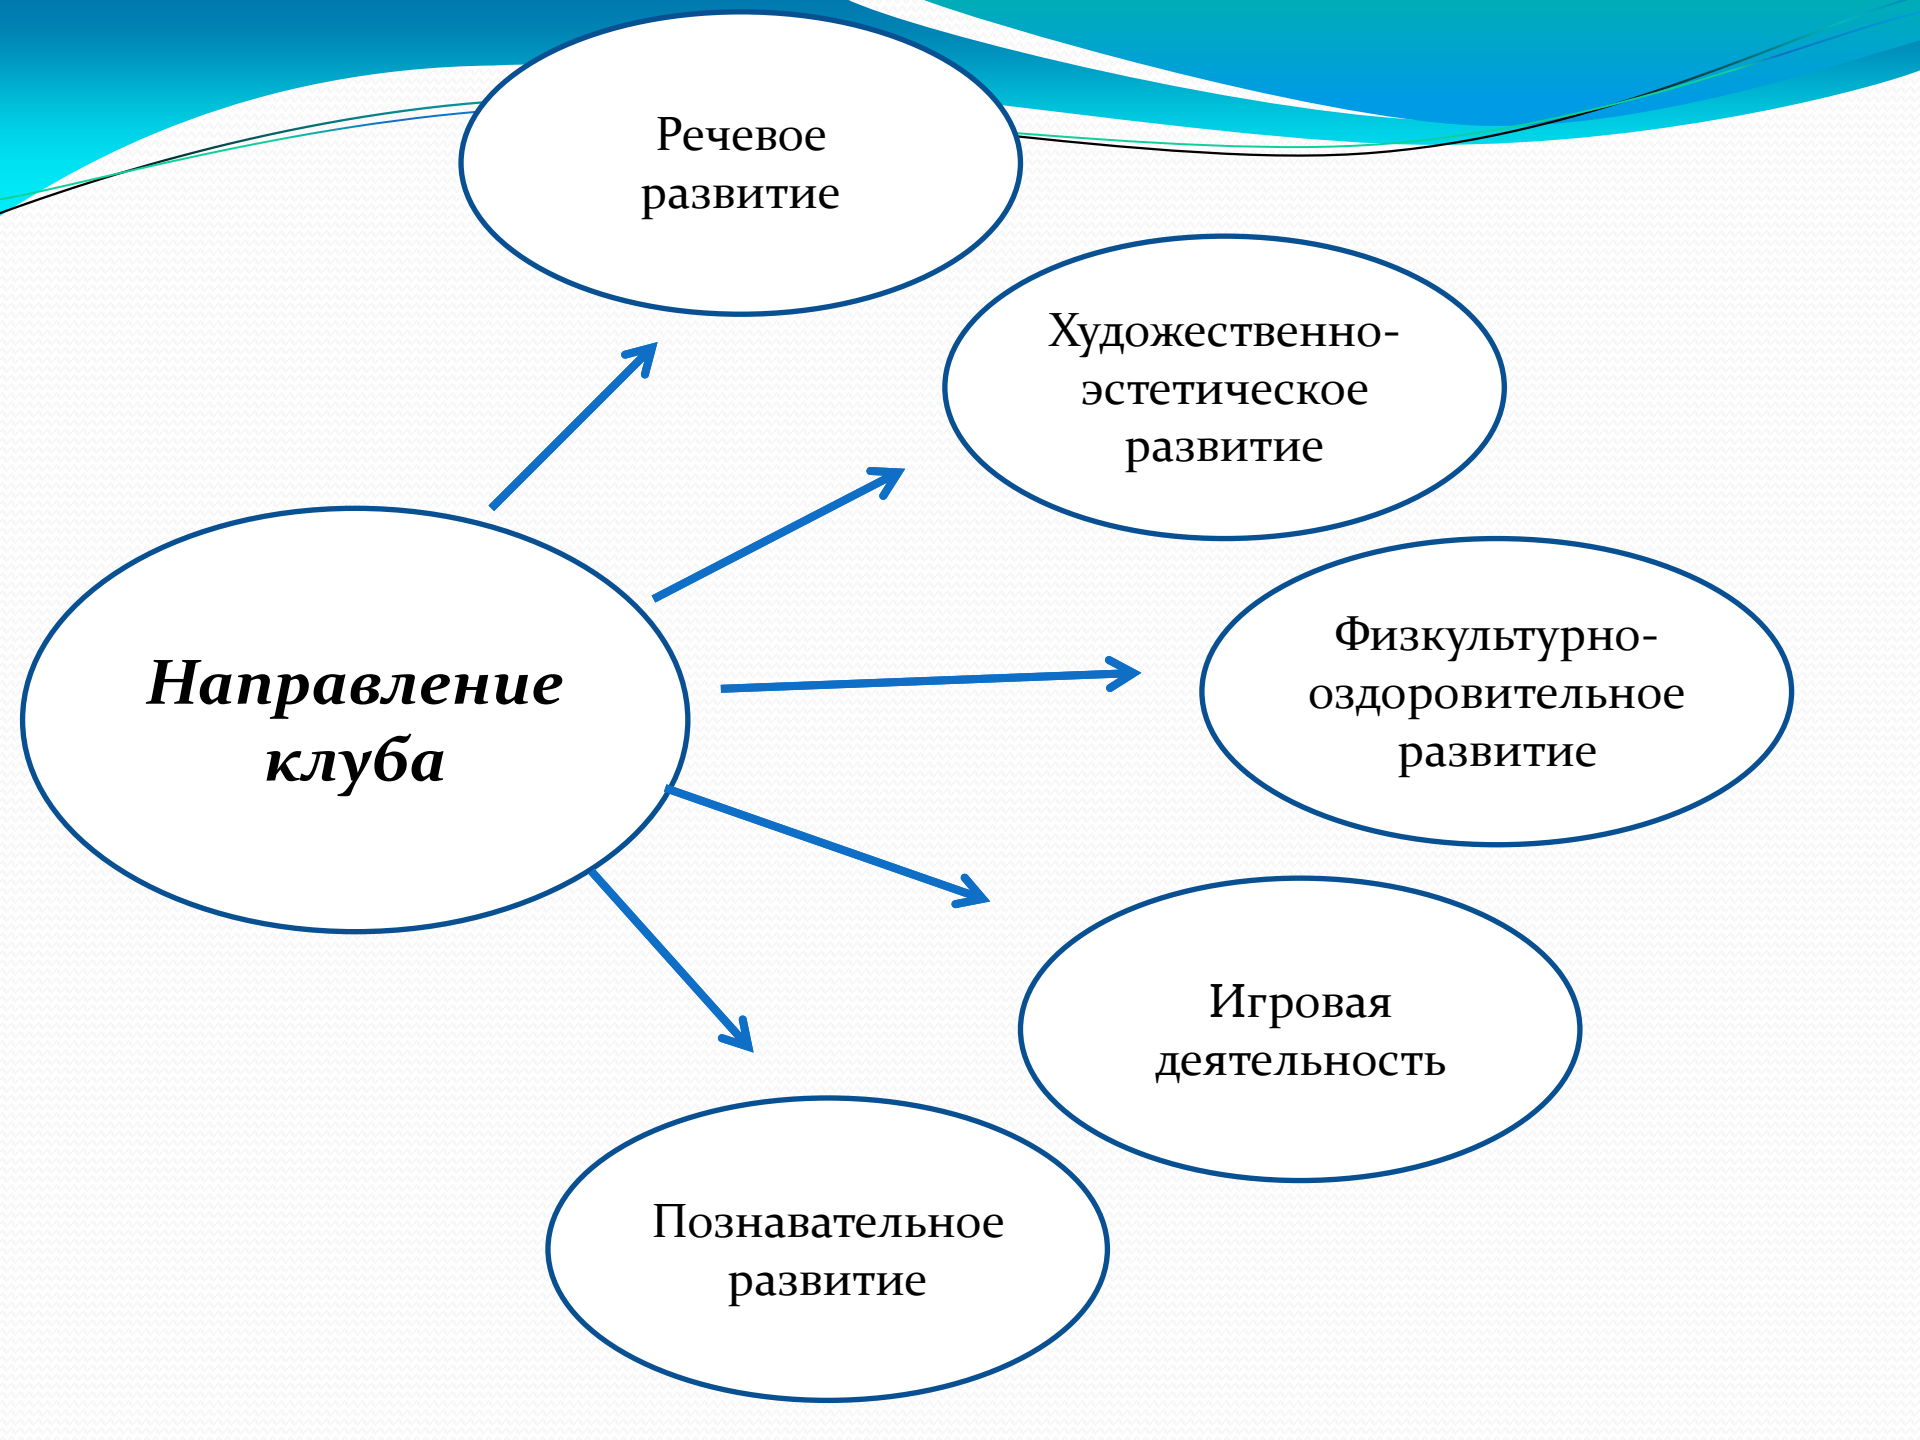 Речевое
развитие
Художественно-
эстетическое
развитие
Физкультурно-
оздоровительное
развитие
Направление
клуба
Игровая
деятельность
Познавательное
развитие